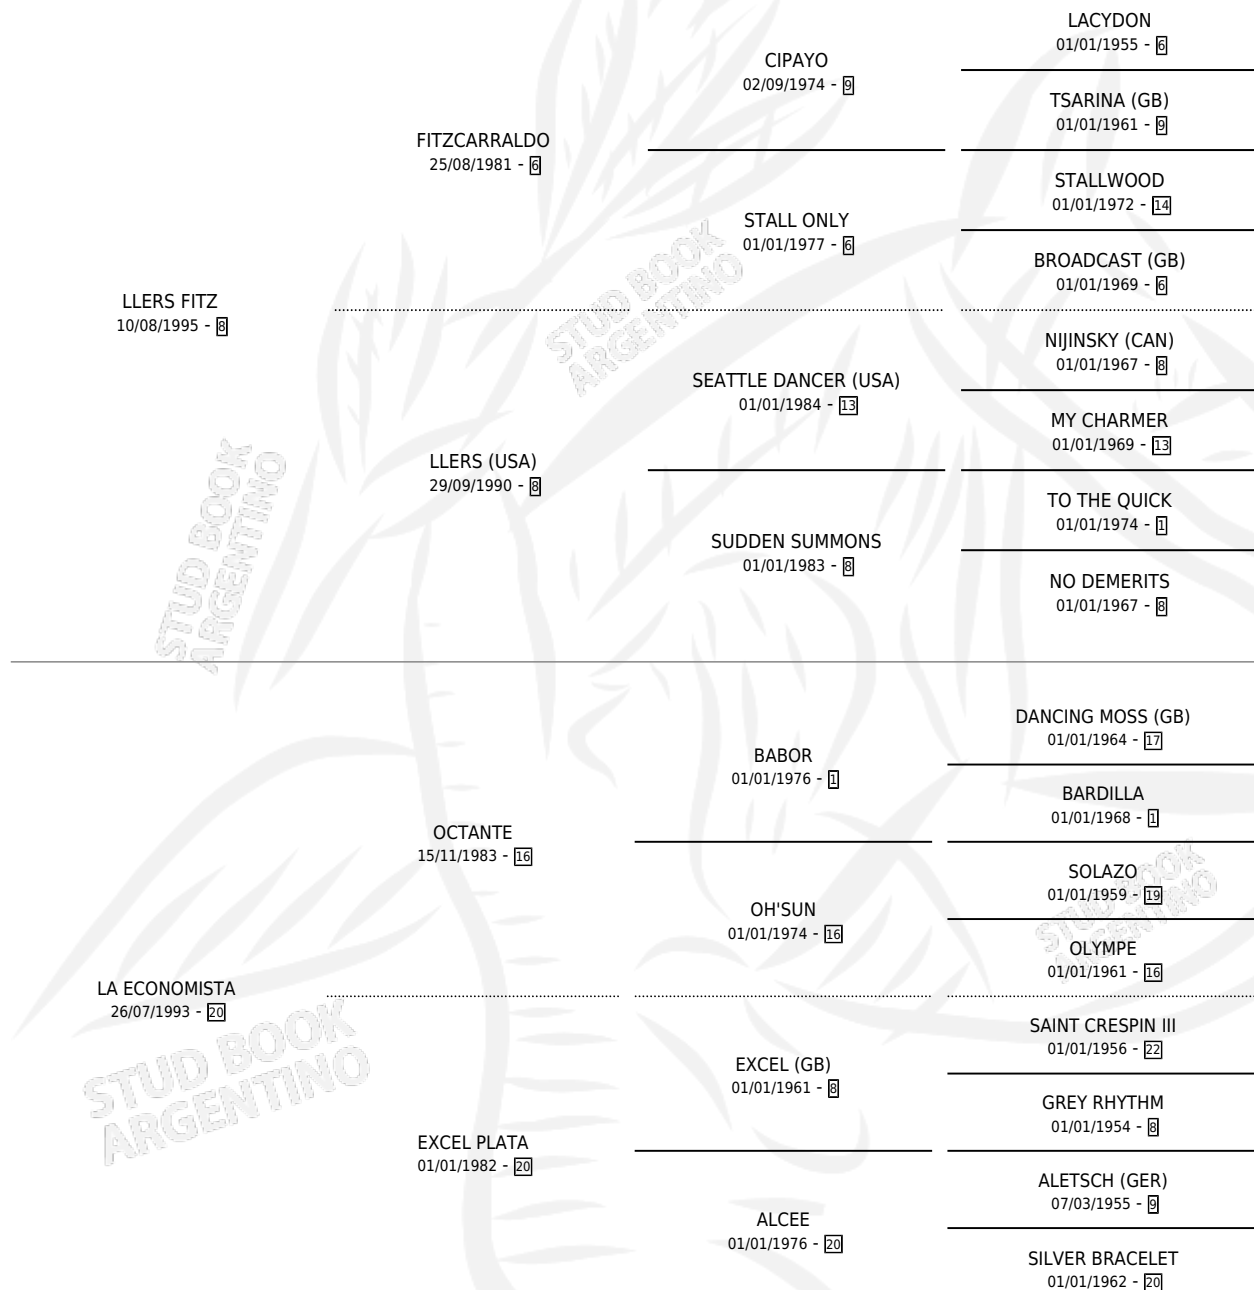 LACYDON
01/01/1955 - 6
CIPAYO
02/09/1974 - 9
TSARINA (GB)
01/01/1961 - 9
FITZCARRALDO
25/08/1981 - 6
STALLWOOD
01/01/1972 - 14
STALL ONLY
01/01/1977 - 6
BROADCAST (GB)
01/01/1969 - 6
LLERS FITZ
10/08/1995 - 8
NIJINSKY (CAN)
01/01/1967 - 8
SEATTLE DANCER (USA)
01/01/1984 - 13
MY CHARMER
01/01/1969 - 13
LLERS (USA)
29/09/1990 - 8
TO THE QUICK
01/01/1974 - 1
SUDDEN SUMMONS
01/01/1983 - 8
NO DEMERITS
01/01/1967 - 8
DANCING MOSS (GB)
01/01/1964 - 17
BABOR
01/01/1976 - 1
BARDILLA
01/01/1968 - 1
OCTANTE
15/11/1983 - 16
SOLAZO
01/01/1959 - 19
OH'SUN
01/01/1974 - 16
OLYMPE
01/01/1961 - 16
LA ECONOMISTA
26/07/1993 - 20
SAINT CRESPIN III
01/01/1956 - 22
EXCEL (GB)
01/01/1961 - 8
GREY RHYTHM
01/01/1954 - 8
EXCEL PLATA
01/01/1982 - 20
ALETSCH (GER)
07/03/1955 - 9
ALCEE
01/01/1976 - 20
SILVER BRACELET
01/01/1962 - 20
STUD BOOK
ARGENTINO
STUD BOOK
ARGENTINO
STUD BOOK
ARGENTINO
STUD BOOK
ARGENTINO